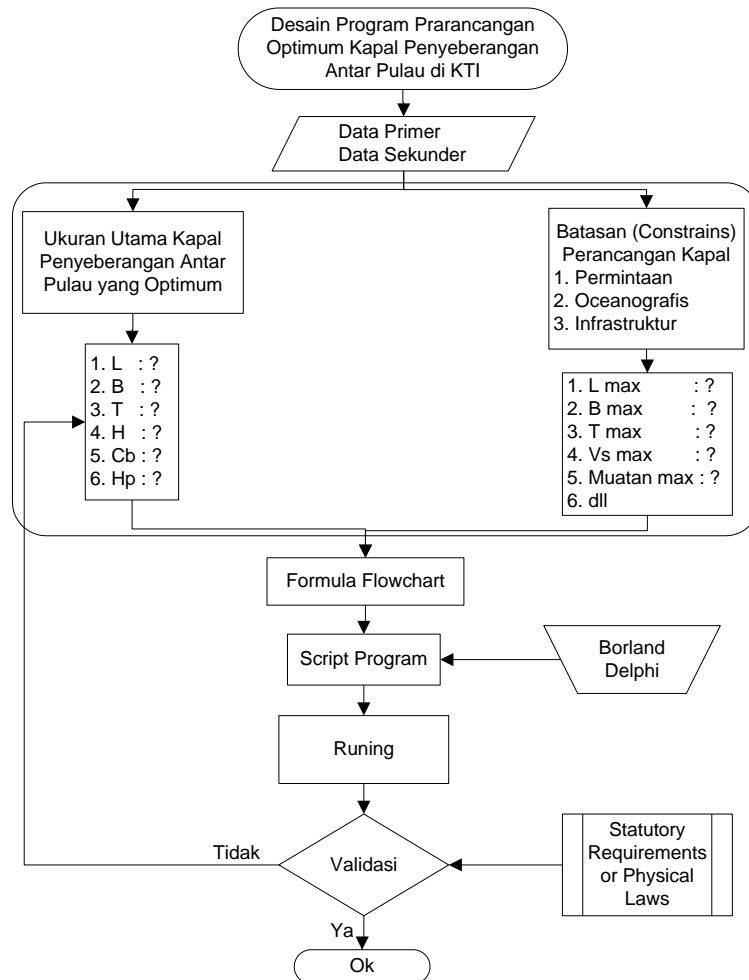 Desain Program Prarancangan
Optimum Kapal Penyeberangan
Antar Pulau di KTI
Data Primer
Data Sekunder
Ukuran Utama Kapal
Penyeberangan Antar
Pulau yang Optimum
Batasan (Constrains)
Perancangan Kapal
1. Permintaan
2. Oceanografis
3. Infrastruktur
1. L : ?
2. B : ?
3. T : ?
4. H : ?
5. Cb : ?
6. Hp : ?
1. L max : ?
2. B max : ?
3. T max : ?
4. Vs max : ?
5. Muatan max : ?
6. dll
Formula Flowchart
Script Program
Borland
Delphi
Runing
Tidak
Validasi
Statutory
Requirements
or Physical
Laws
Ya
Ok